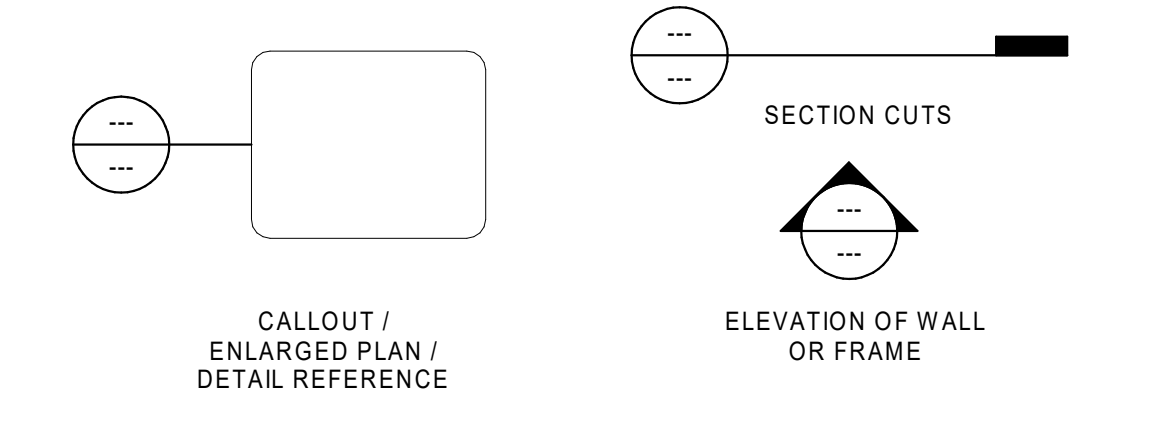 ---
---
CALLOUT /
ENLARGED PLAN /
DETAIL REFERENCE
---
---
SECTION CUTS
---
---
ELEVATION OF WALL
OR FRAME